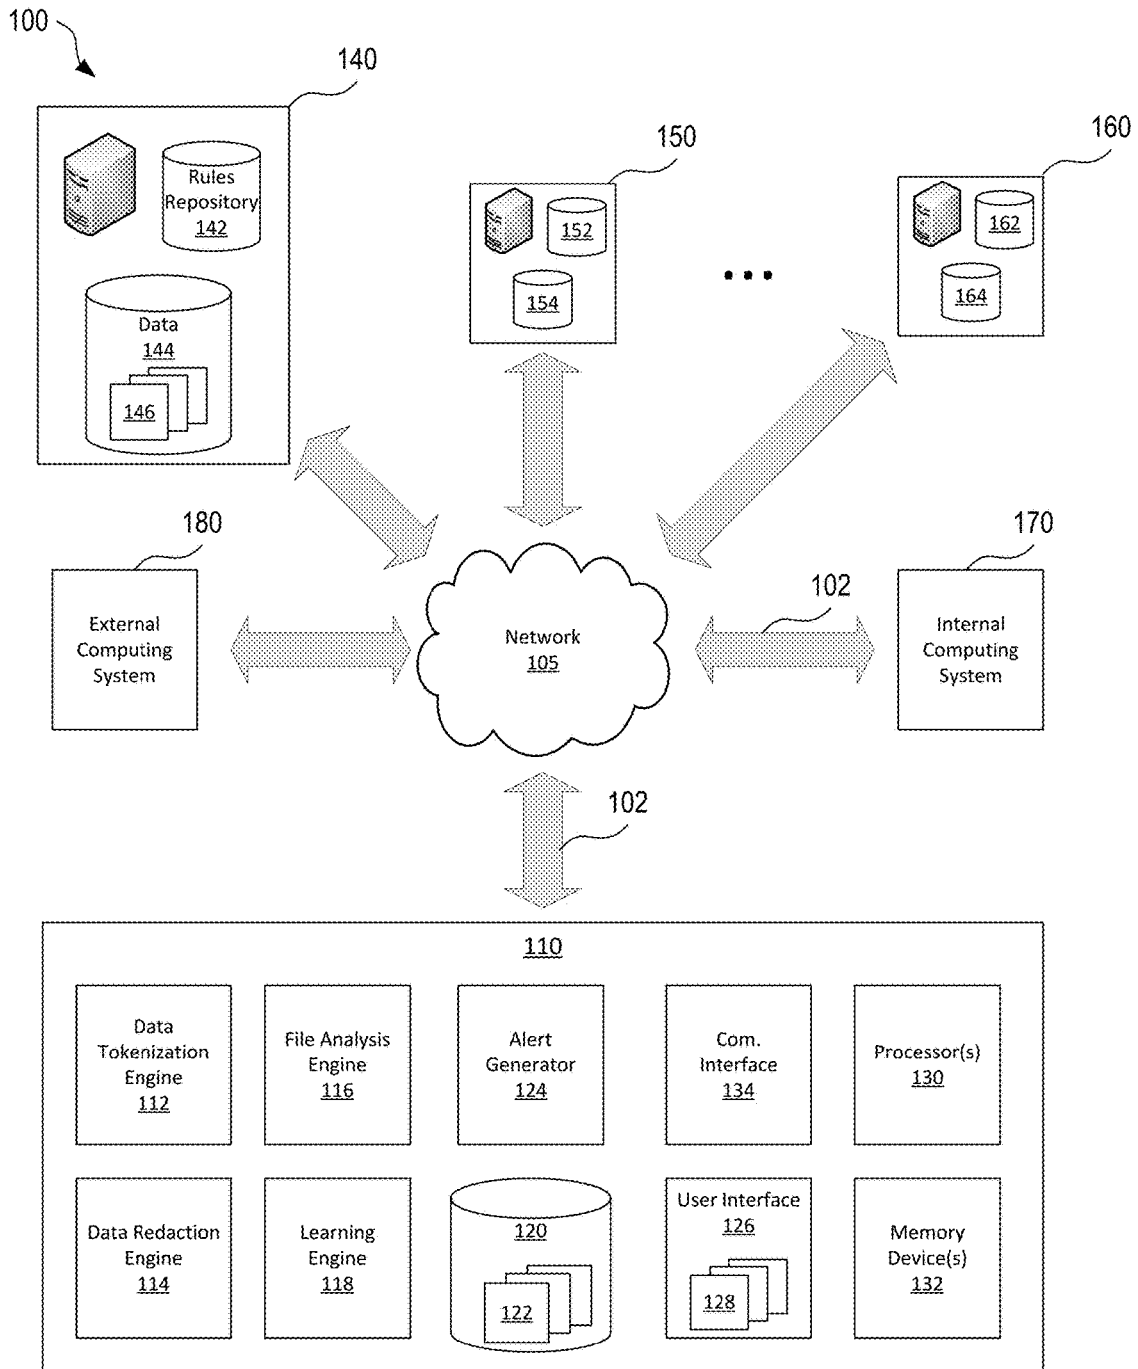 100
140
150
160
Rules
Repository
142
152
162
154
164
Data
144
146
180
170
102
External
Computing
System
Network
105
Internal
Computing
System
102
110
Data
Tokenization
Engine
112
File Analysis
Engine
116
Alert
Generator
124
Com.
Interface
134
Processor(s)
130
Data Redaction
Engine
114
Learning
Engine
118
120
122
User Interface
126
128
Memory
Device(s)
132